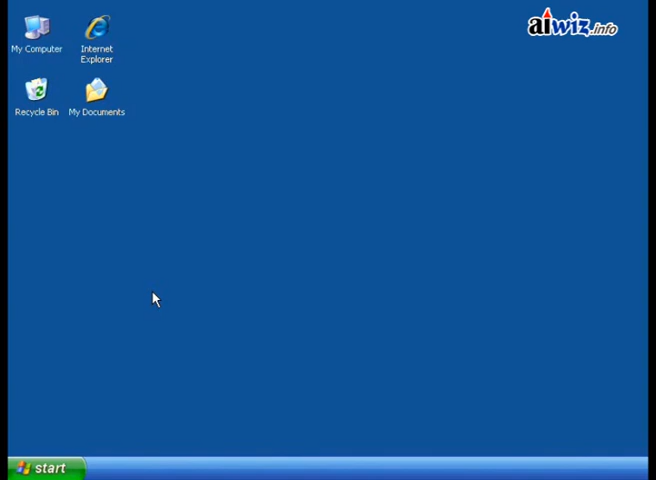 My Computer
Internet
Explorer
Recycle Bin
My Documents
aiwiz.info
start